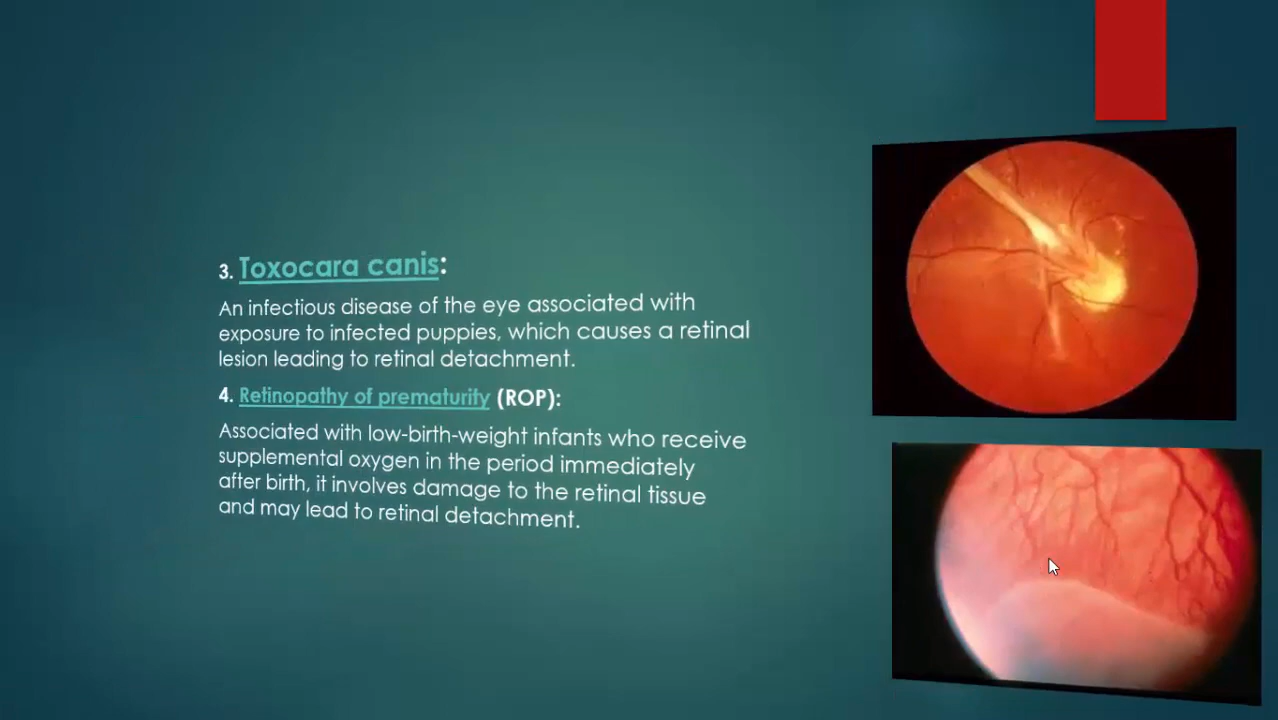 3. Toxocara canis:
An infectious disease of the eye associated with
exposure to infected puppies, which causes a retinal
lesion leading to retinal detachment.
4. Retinopathy of prematurity (ROP):
Associated with low-birth-weight infants who receive
supplemental oxygen in the period immediately
after birth, it involves damage to the retinal tissue
and may lead to retinal detachment.